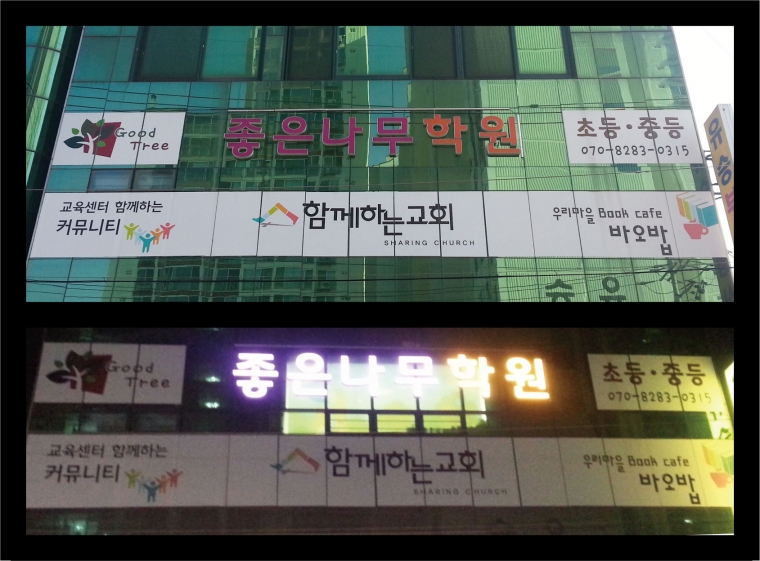 Good
Tree
좋은나무학원
초등·중등
070-8283-0315
교육센터 함께하는
커뮤니티
함께하는교회
SHARING CHURCH
우리마을 Book cafe
바오밥
Good
Tree
좋은나무학원
초등·중등
070-8283-0315
교육센터 함께하는
커뮤니티
함께하는교회
SHARING CHURCH
우리마을 Book cafe
바오밥